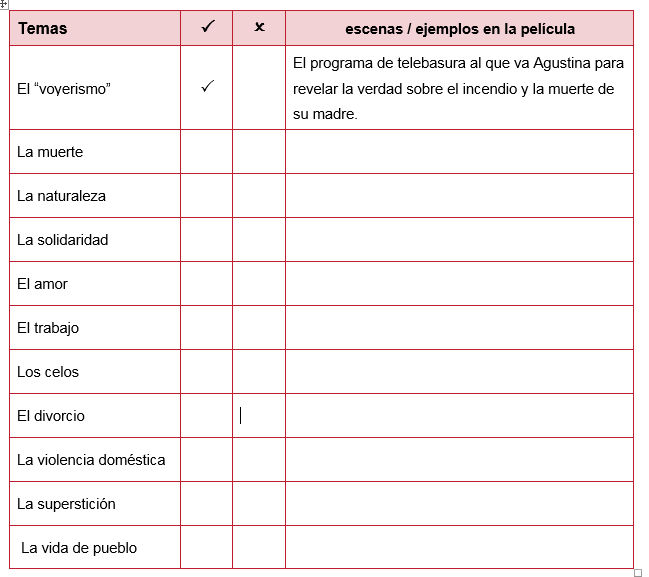 Temas ✓ ✗ escenas / ejemplos en la película
El “voyerismo” ✓ El programa de telebasura al que va Agustina para
revelar la verdad sobre el incendio y la muerte de
su madre.
La muerte
La naturaleza
La solidaridad
El amor
El trabajo
Los celos
El divorcio
La violencia doméstica
La superstición
La vida de pueblo